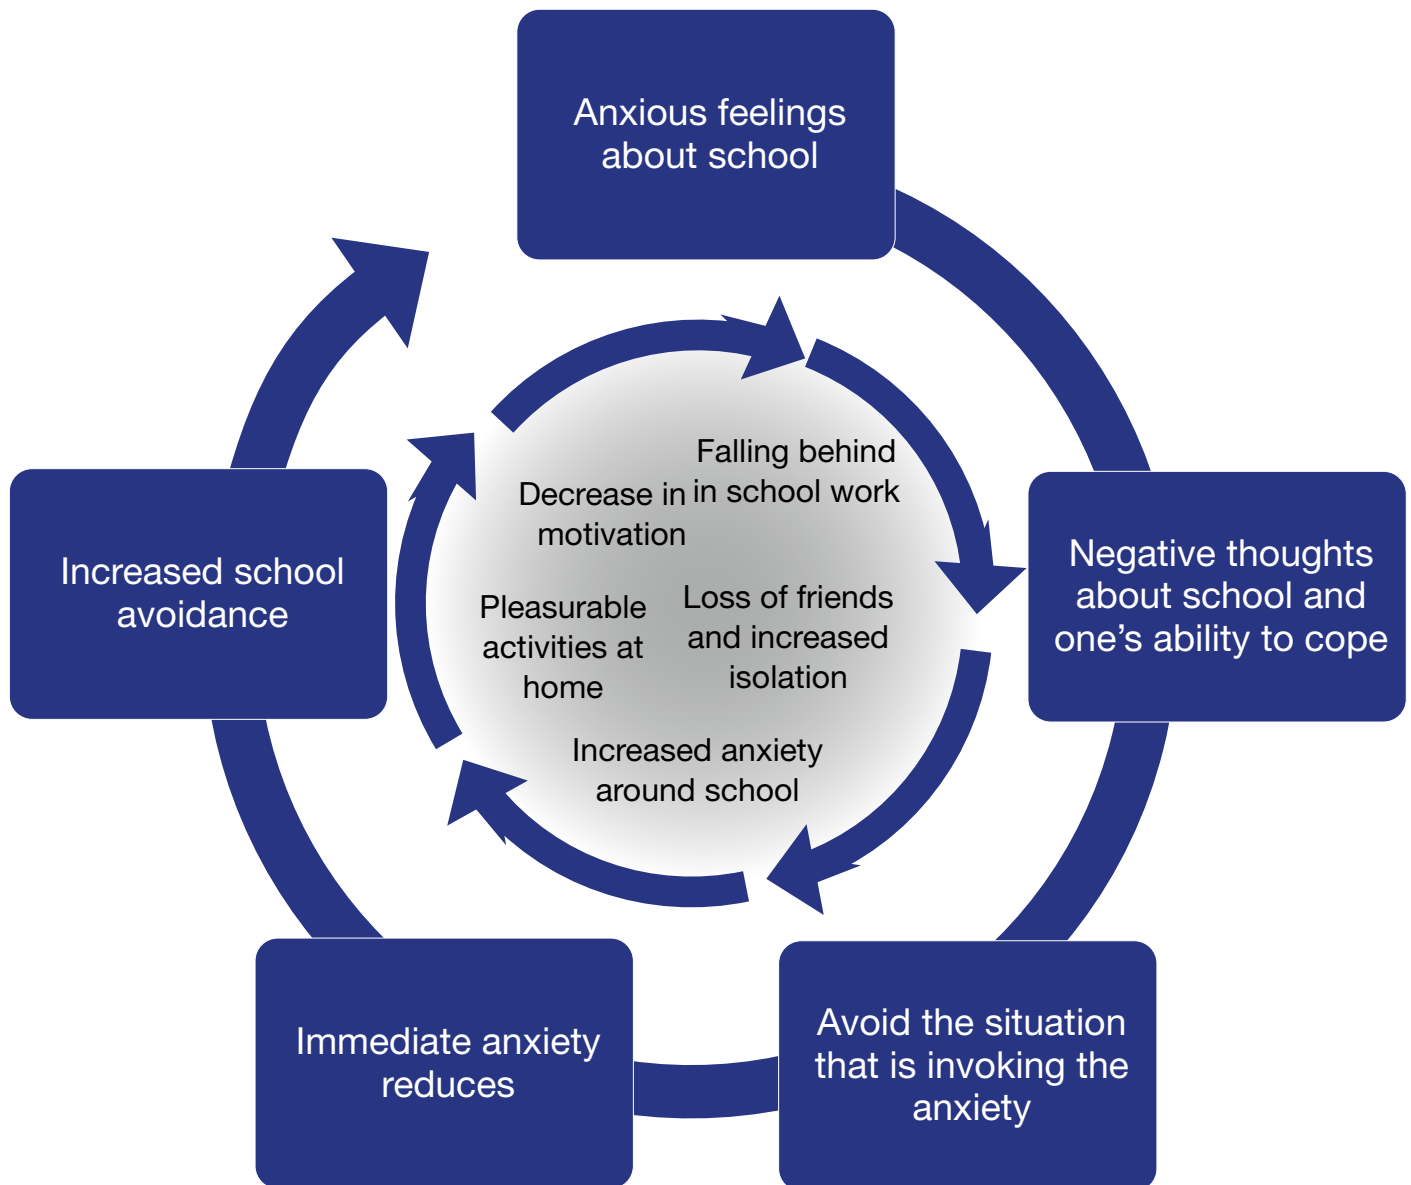 Anxious feelings
about school
Negative thoughts
about school and
one’s ability to cope
Avoid the situation
that is invoking the
anxiety
Immediate anxiety
reduces
Increased school
avoidance
Falling behind
in school work
Loss of friends
and increased
isolation
Increased anxiety
around school
Pleasurable
activities at
home
Decrease in
motivation